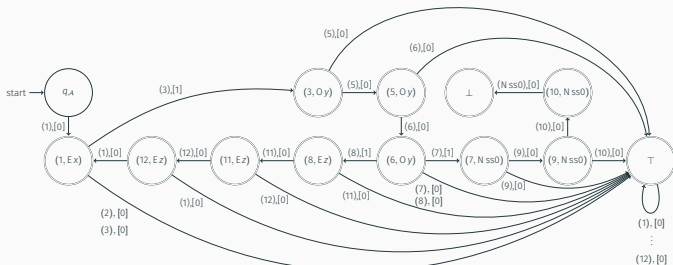 (5),[0]
(6),[0]
start
q𝒜
(3),[1]
(3, O y)
(5),[0]
(5, O y)
⊥
(N ss0),[0]
(10, N ss0)
(1),[0]
(6),[0]
(10),[0]
(1, E x)
(1),[0]
(12, E z)
(12),[0]
(11, E z)
(11),[0]
(8, E z)
(8),[1]
(6, O y)
(7),[1]
(7, N ss0)
(9),[0]
(9, N ss0)
(10),[0]
⊤
(2), [0]
(3), [0]
(1),[0]
(12),[0]
(11),[0]
(7), [0]
(8), [0]
(9),[0]
(1), [0]
⋮
(12), [0]